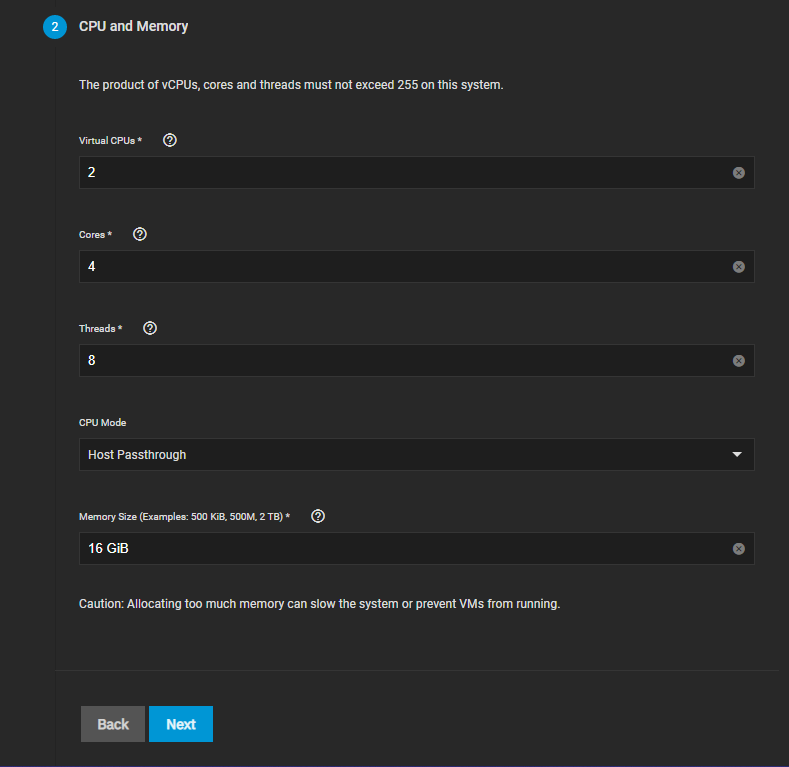 2 CPU and Memory
The product of vCPUs, cores and threads must not exceed 255 on this system.
Virtual CPUs *
2
Cores *
4
Threads *
8
CPU Mode
Host Passthrough
Memory Size (Examples: 500 KiB, 500M, 2 TB) *
16 GiB
Caution: Allocating too much memory can slow the system or prevent VMs from running.
Back Next